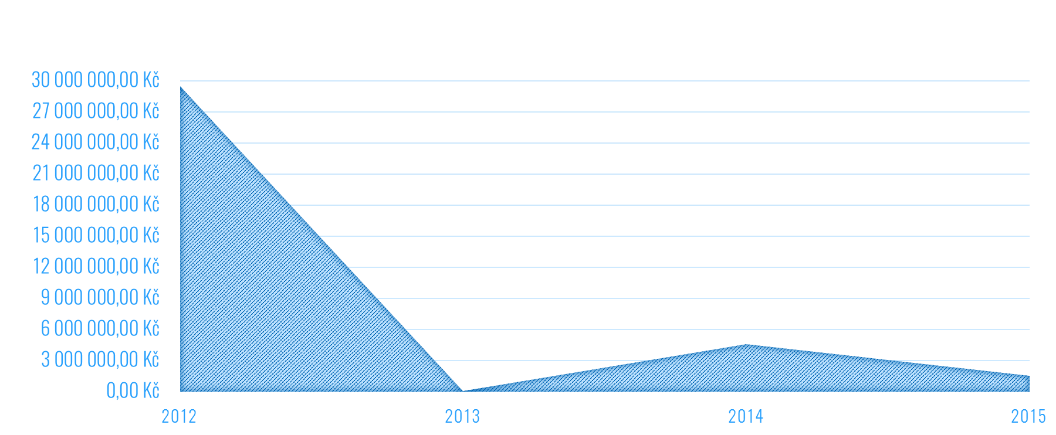 30 000 000,00 Kč
27 000 000,00 Kč
24 000 000,00 Kč
21 000 000,00 Kč
18 000 000,00 Kč
15 000 000,00 Kč
12 000 000,00 Kč
9 000 000,00 Kč
6 000 000,00 Kč
3 000 000,00 Kč
0,00 Kč
2012 2013 2014 2015